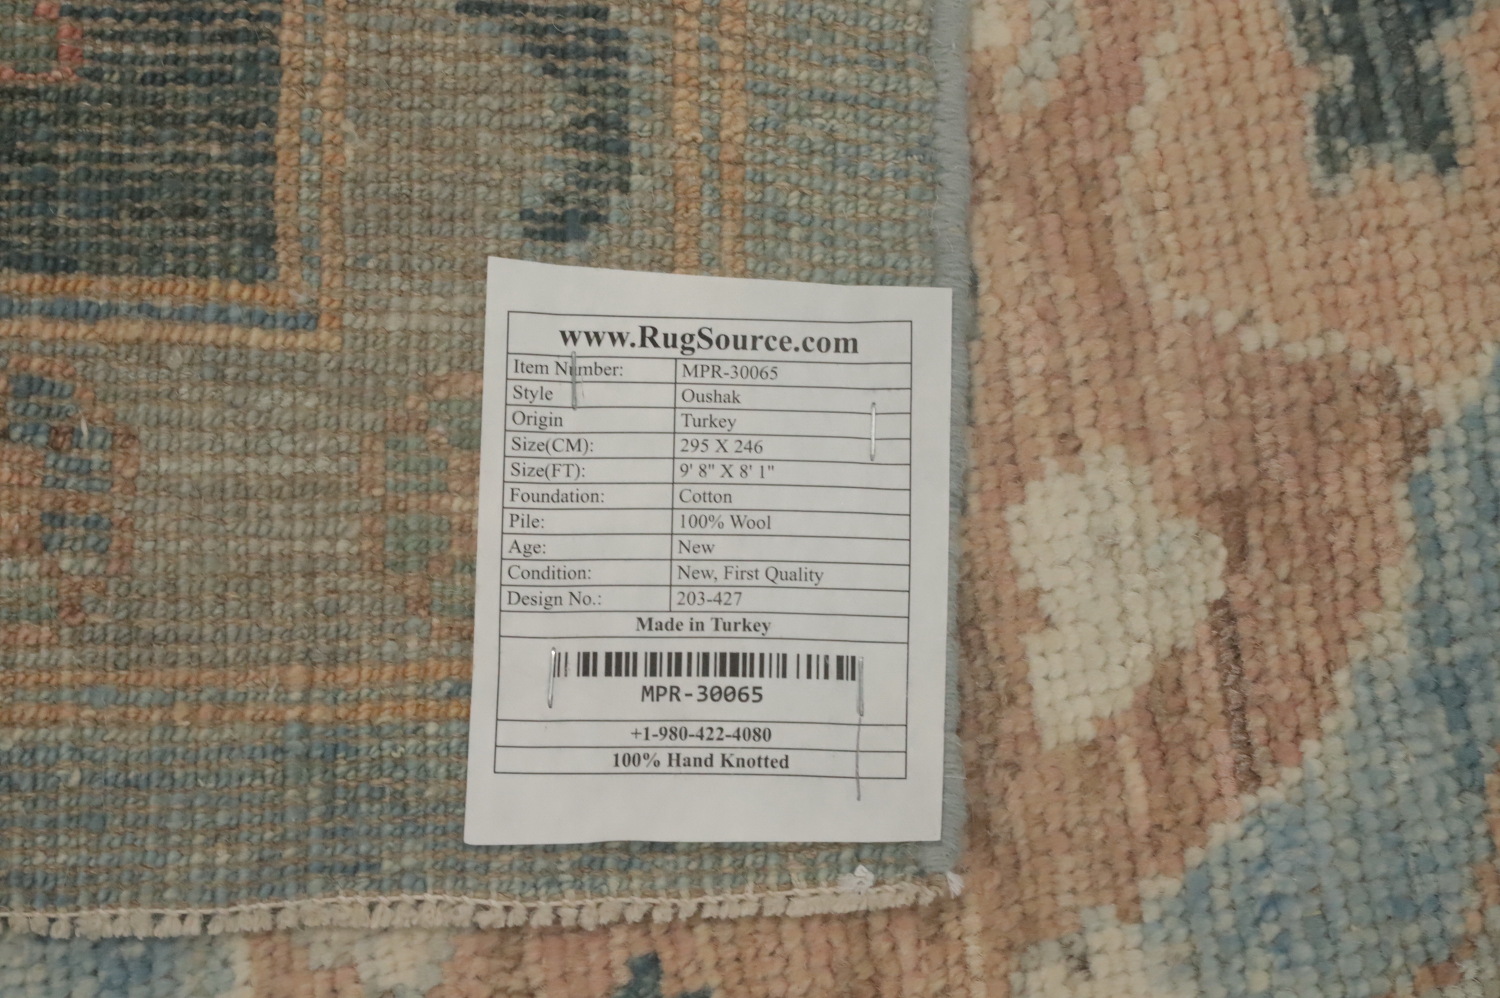 www.RugSource.com
Item Number: MPR-30065
Style Oushak
Origin Turkey
Size(CM): 295 X 246
Size(FT): 9' 8" X 8' 1"
Foundation: Cotton
Pile: 100% Wool
Age: New
Condition: New, First Quality
Design No.: 203-427
Made in Turkey
MPR-30065
+1-980-422-4080
100% Hand Knotted